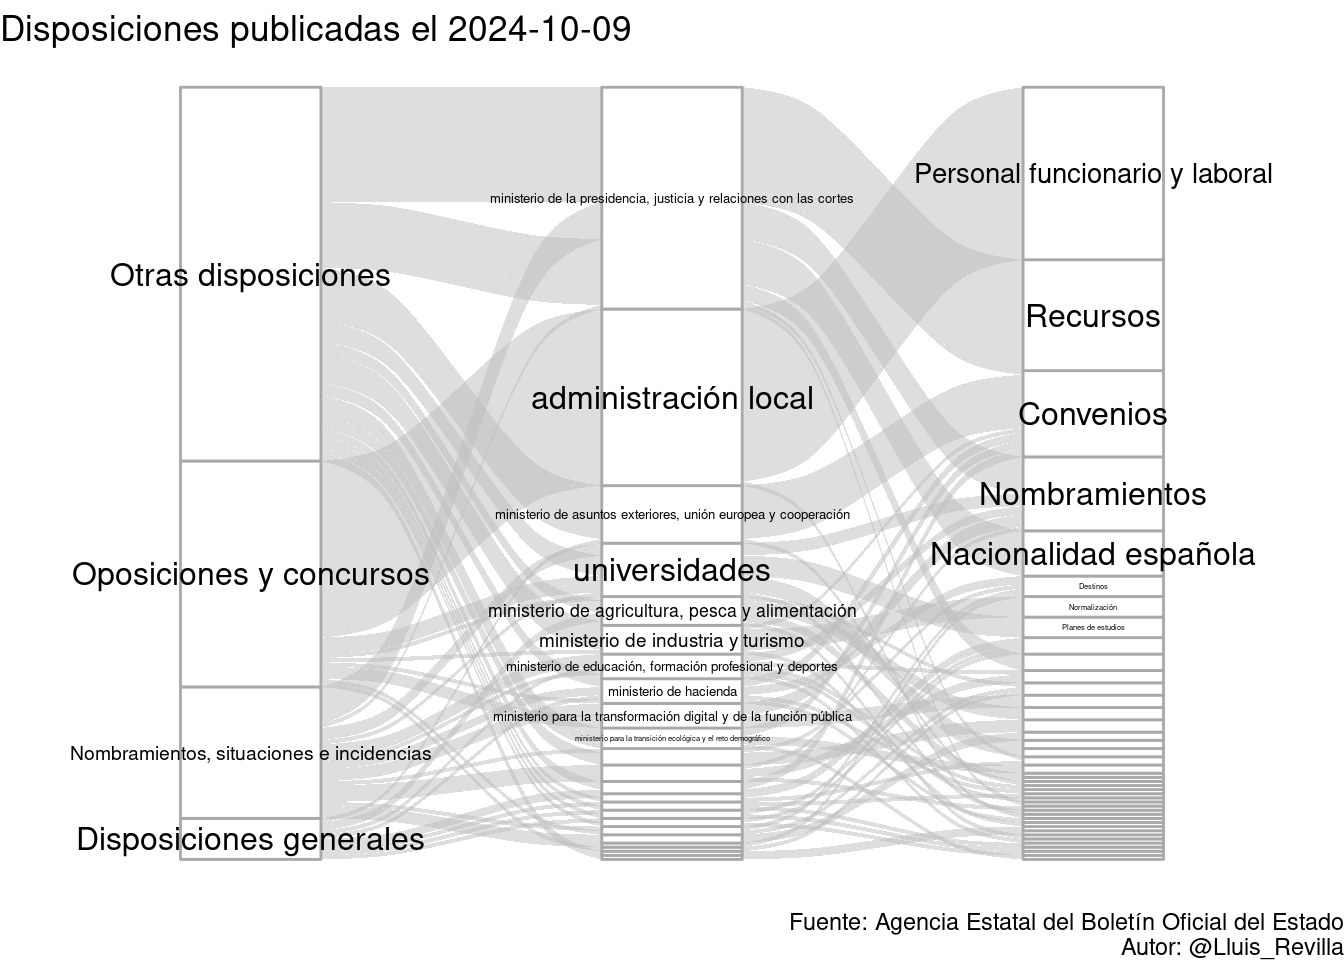 Disposiciones publicadas el 2024-10-09
Otras disposiciones
Oposiciones y concursos
Nombramientos, situaciones e incidencias
Disposiciones generales
ministerio de la presidencia, justicia y relaciones con las cortes
administración local
ministerio de asuntos exteriores, unión europea y cooperación
universidades
ministerio de agricultura, pesca y alimentación
ministerio de industria y turismo
ministerio de educación, formación profesional y deportes
ministerio de hacienda
ministerio para la transformación digital y de la función pública
ministerio para la transición ecológica y el reto demográfico
Personal funcionario y laboral
Recursos
Convenios
Nombramientos
Nacionalidad española
Destinos
Normalización
Planes de estudios
Fuente: Agencia Estatal del Boletín Oficial del Estado
Autor: @Lluis_Revilla